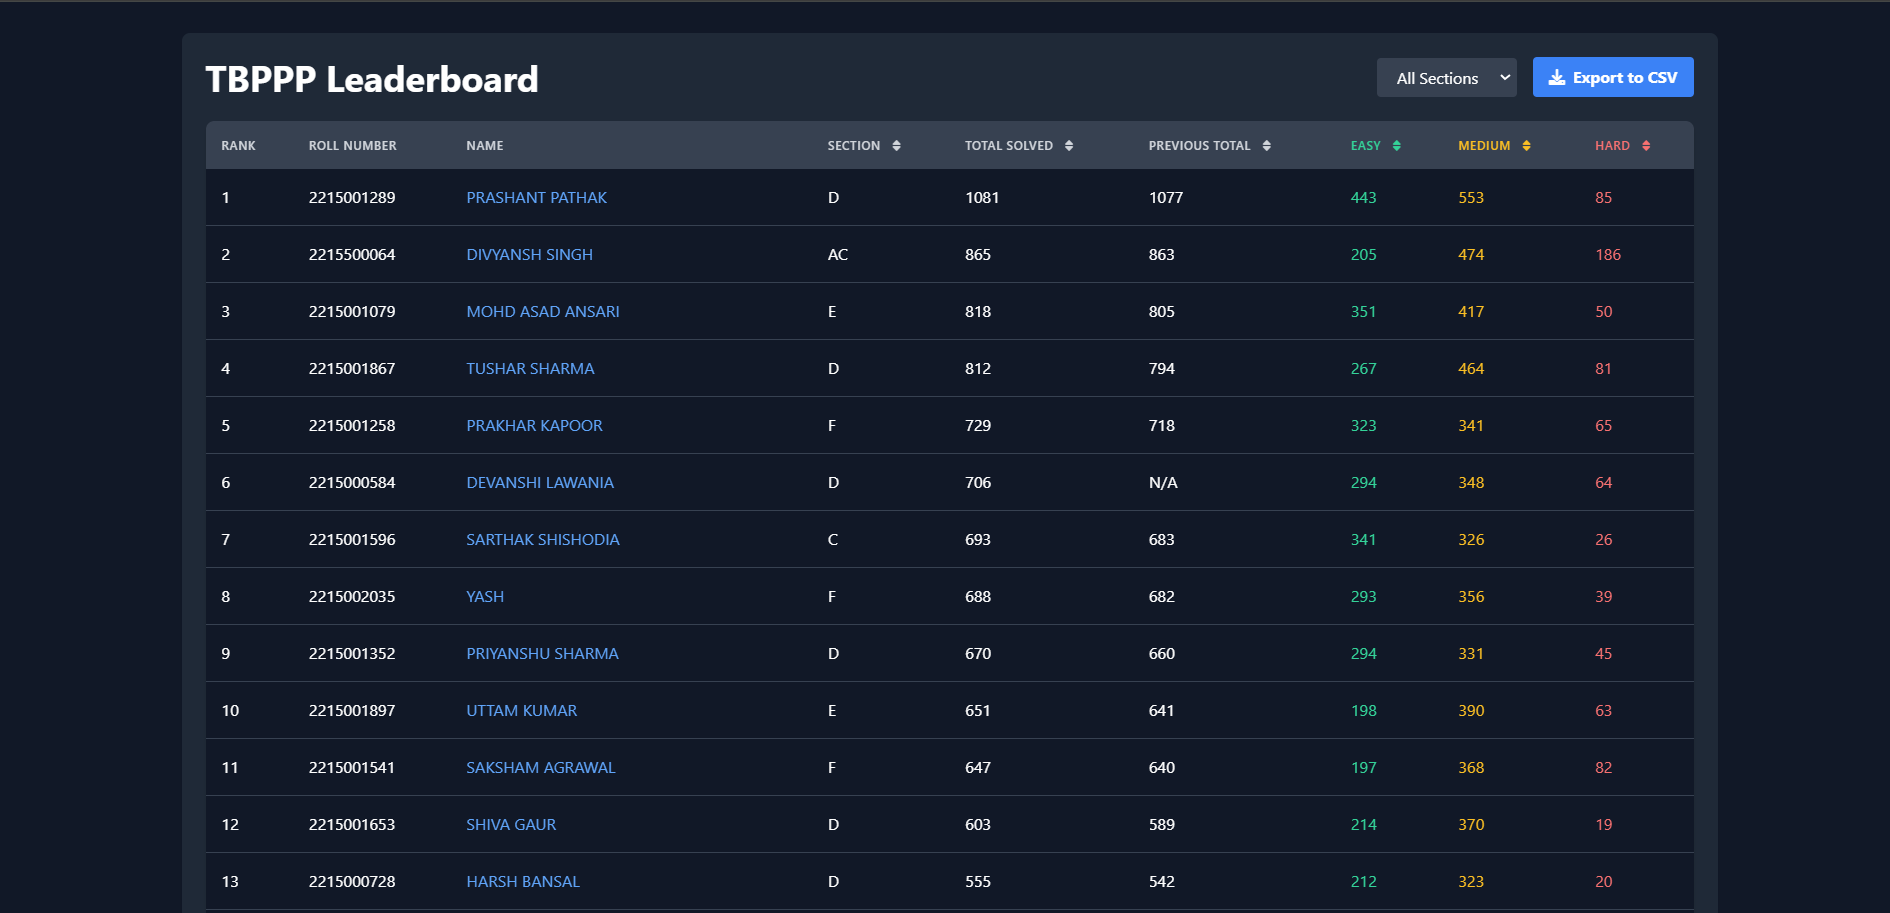 TBPPP Leaderboard
All Sections Export to CSV
RANK ROLL NUMBER NAME SECTION TOTAL SOLVED PREVIOUS TOTAL EASY MEDIUM HARD
1 2215001289 PRASHANT PATHAK D 1081 1077 443 553 85
2 2215500064 DIVYANSH SINGH AC 865 863 205 474 186
3 2215001079 MOHD ASAD ANSARI E 818 805 351 417 50
4 2215001867 TUSHAR SHARMA D 812 794 267 464 81
5 2215001258 PRAKHAR KAPOOR F 729 718 323 341 65
6 2215000584 DEVANSHI LAWANIA D 706 N/A 294 348 64
7 2215001596 SARTHAK SHISHODIA C 693 683 341 326 26
8 2215002035 YASH F 688 682 293 356 39
9 2215001352 PRIYANSHU SHARMA D 670 660 294 331 45
10 2215001897 UTTAM KUMAR E 651 641 198 390 63
11 2215001541 SAKSHAM AGRAWAL F 647 640 197 368 82
12 2215001653 SHIVA GAUR D 603 589 214 370 19
13 2215000728 HARSH BANSAL D 555 542 212 323 20